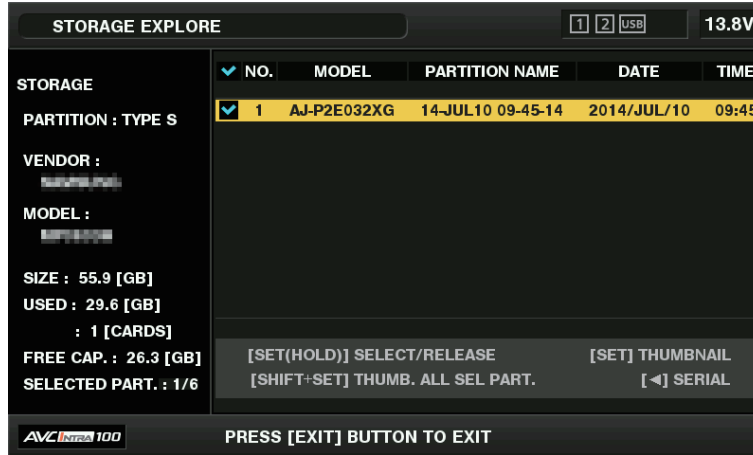 STORAGE EXPLORE
1 2 USB
13.8V
STORAGE
PARTITION : TYPE S
VENDOR :
MODEL :
SIZE : 55.9 [GB]
USED : 29.6 [GB]
: 1 [CARDS]
FREE CAP. : 26.3 [GB]
SELECTED PART. : 1/6
NO. MODEL PARTITION NAME DATE TIME
1 AJ-P2E032XG 14-JUL10 09-45-14 2014/JUL/10 09:45
[SET(HOLD)] SELECT/RELEASE [SET] THUMBNAIL
[SHIFT+SET] THUMB. ALL SEL PART. [◄] SERIAL
AVC INTRA 100
PRESS [EXIT] BUTTON TO EXIT